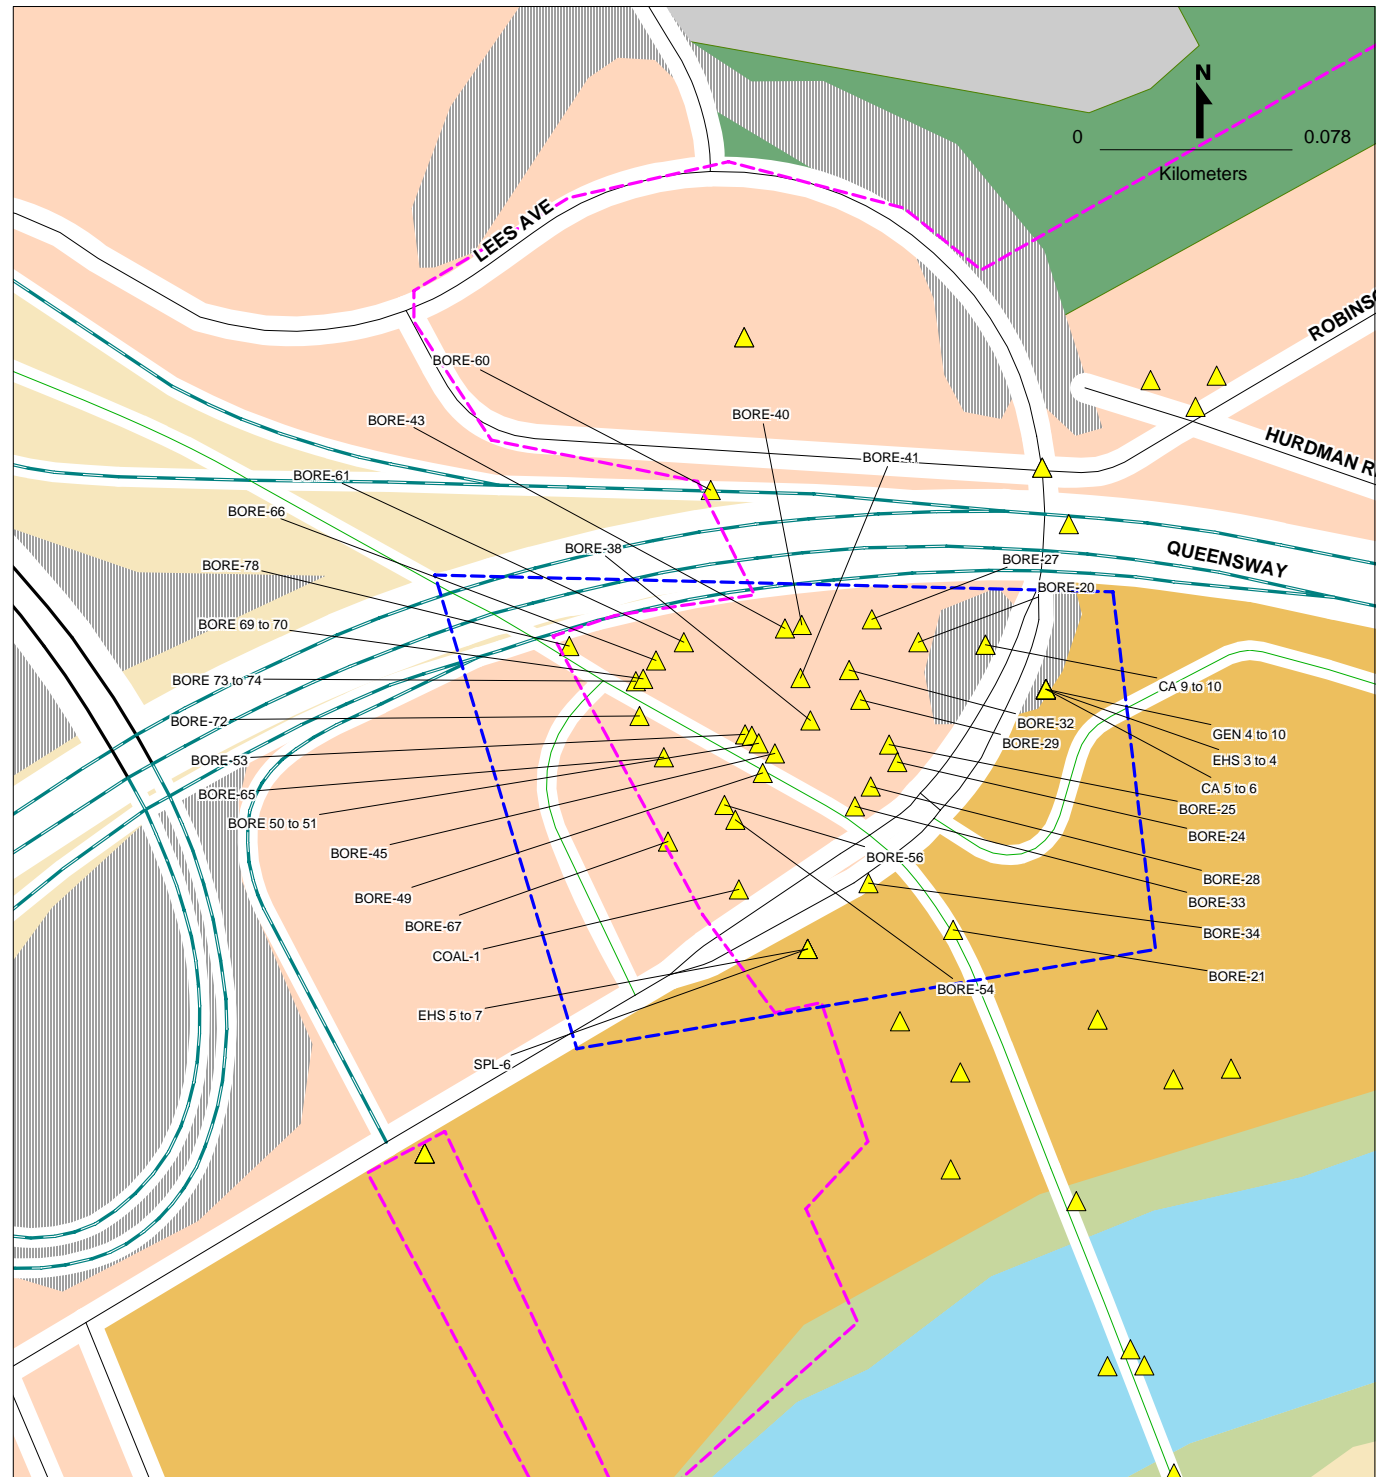 N
0 0.078
Kilometers
LEES AVE
BORE-60
BORE-43
BORE-40
BORE-61
BORE-41
HURDMAN R
BORE-66
BORE-38
QUEENSWAY
BORE-78
BORE-27
BORE-20
BORE 69 to 70
BORE 73 to 74
CA 9 to 10
BORE-72
BORE-32
GEN 4 to 10
BORE-29
BORE-53
EHS 3 to 4
BORE-65
CA 5 to 6
BORE-25
BORE 50 to 51
BORE-24
BORE-45
BORE-56
BORE-28
BORE-49
BORE-33
BORE-67
BORE-34
COAL-1
BORE-21
BORE-54
EHS 5 to 7
SPL-6
ROBINSO